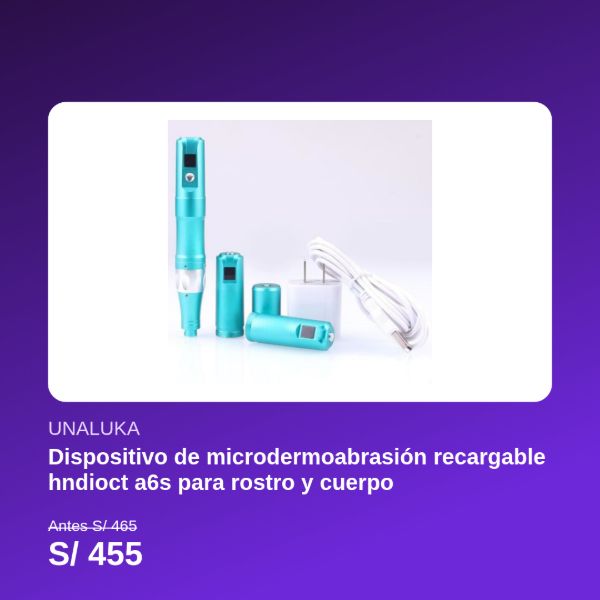 UNALUKA
Dispositivo de microdermoabrasión recargable
hndioct a6s para rostro y cuerpo
Antes S/ 465
S/ 455